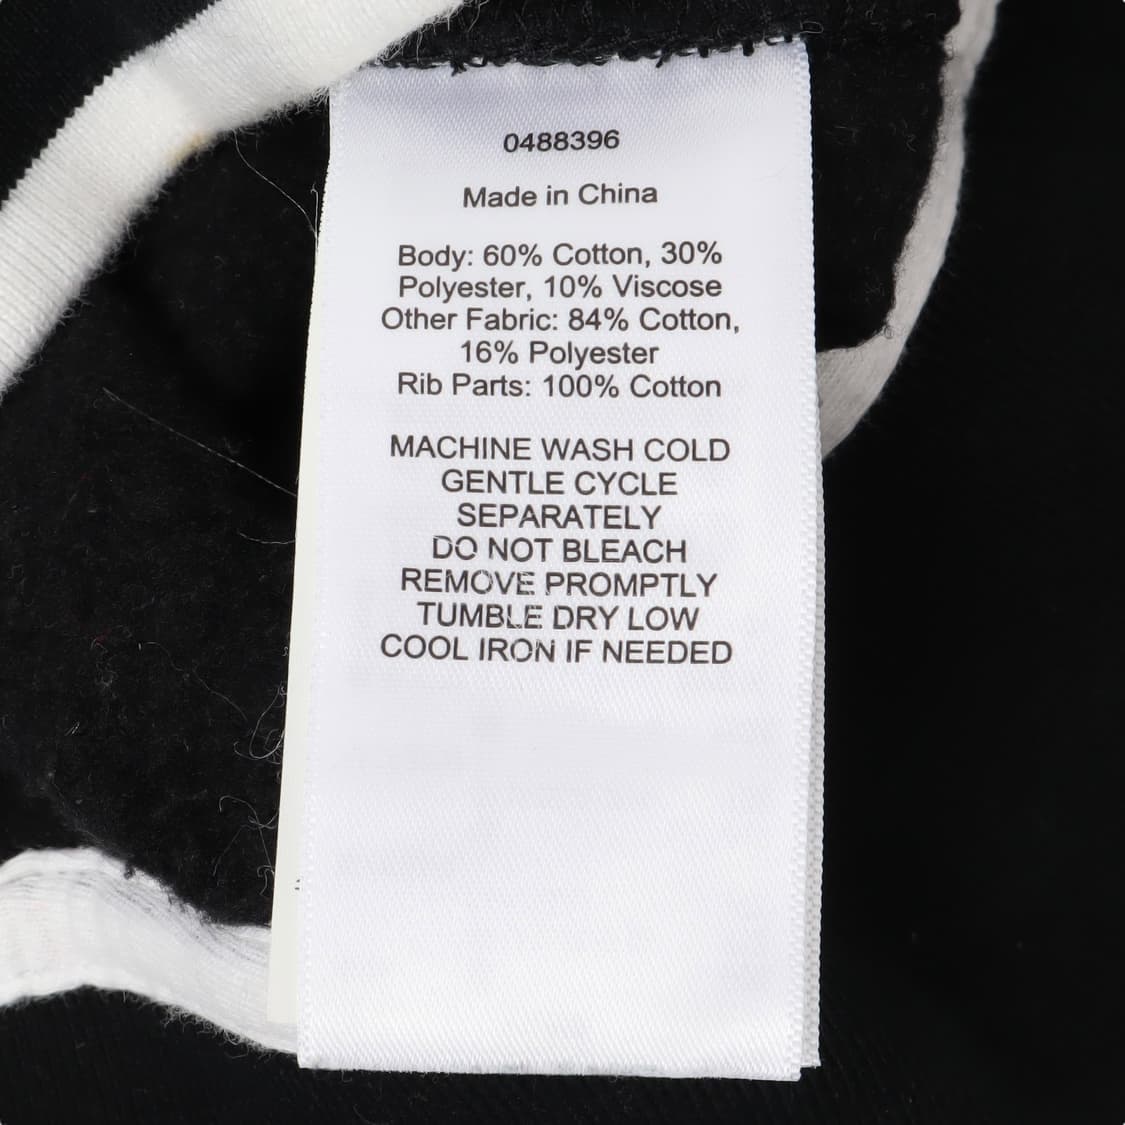 0488396
Made in China
Body: 60% Cotton, 30%
Polyester, 10% Viscose
Other Fabric: 84% Cotton,
16% Polyester
Rib Parts: 100% Cotton
MACHINE WASH COLD
GENTLE CYCLE
SEPARATELY
DO NOT BLEACH
REMOVE PROMPTLY
TUMBLE DRY LOW
COOL IRON IF NEEDED